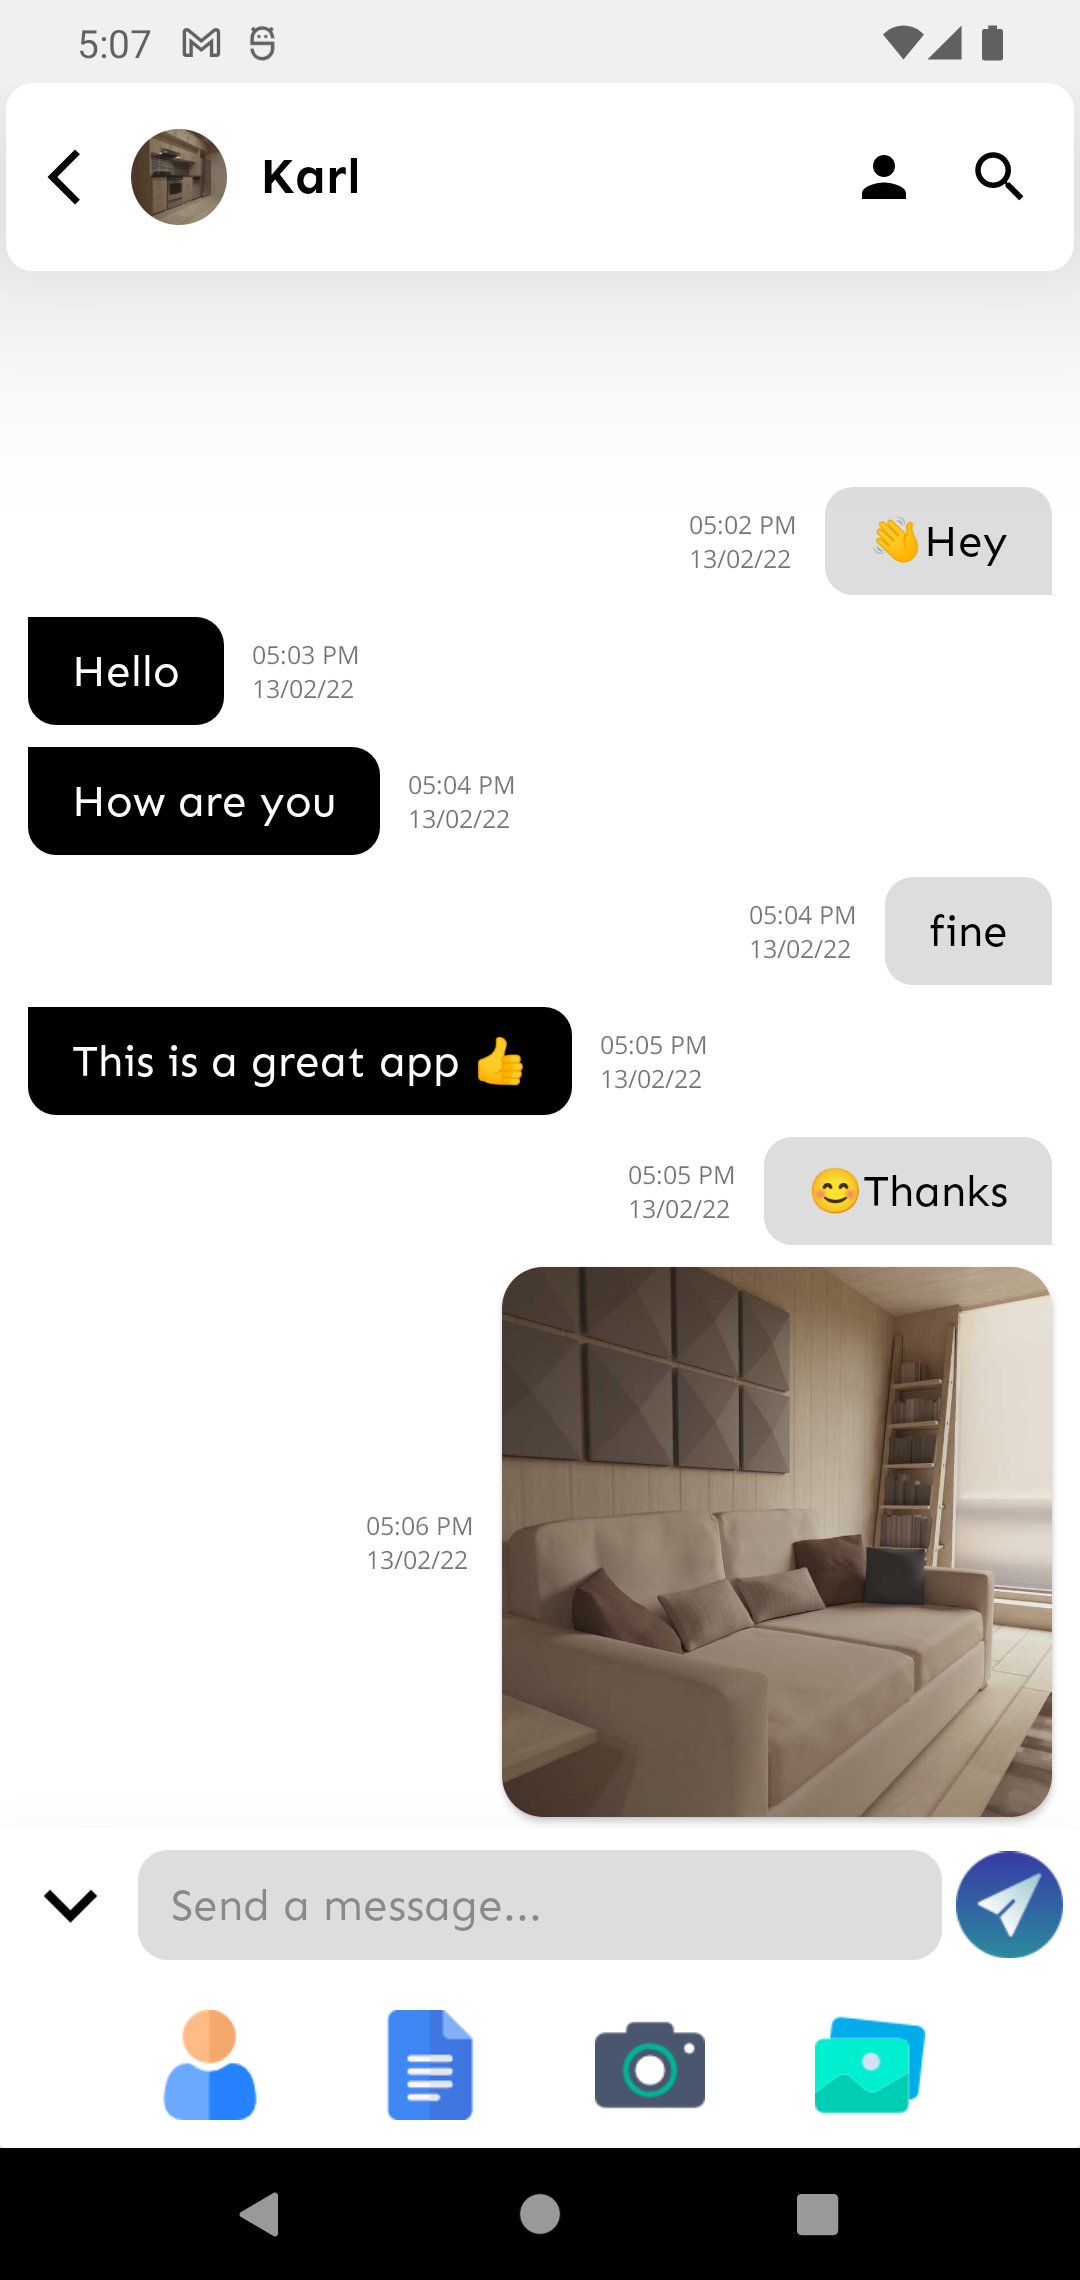 5:07
Karl
05:02 PM
13/02/22
👋Hey
Hello
05:03 PM
13/02/22
How are you
05:04 PM
13/02/22
05:04 PM
13/02/22
fine
This is a great app 👍
05:05 PM
13/02/22
05:05 PM
13/02/22
😊Thanks
05:06 PM
13/02/22
Send a message...